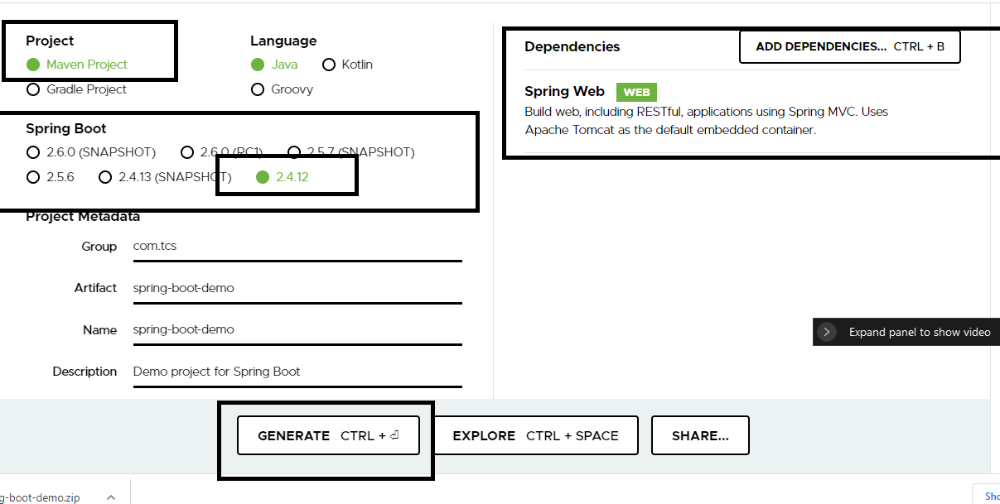 Project
Maven Project
Gradle Project
Language
Java Kotlin
Groovy
Spring Boot
2.6.0 (SNAPSHOT) 2.6.0 (RC1) 2.5.7 (SNAPSHOT)
2.5.6 2.4.13 (SNAPSHOT) 2.4.12
Project Metadata
Group com.tcs
Artifact spring-boot-demo
Name spring-boot-demo
Description Demo project for Spring Boot
Dependencies
ADD DEPENDENCIES... CTRL + B
Spring Web WEB
Build web, including RESTful, applications using Spring MVC. Uses
Apache Tomcat as the default embedded container.
Expand panel to show video
GENERATE CTRL + ⏎
EXPLORE CTRL + SPACE
SHARE...
g-boot-demo.zip
Sho